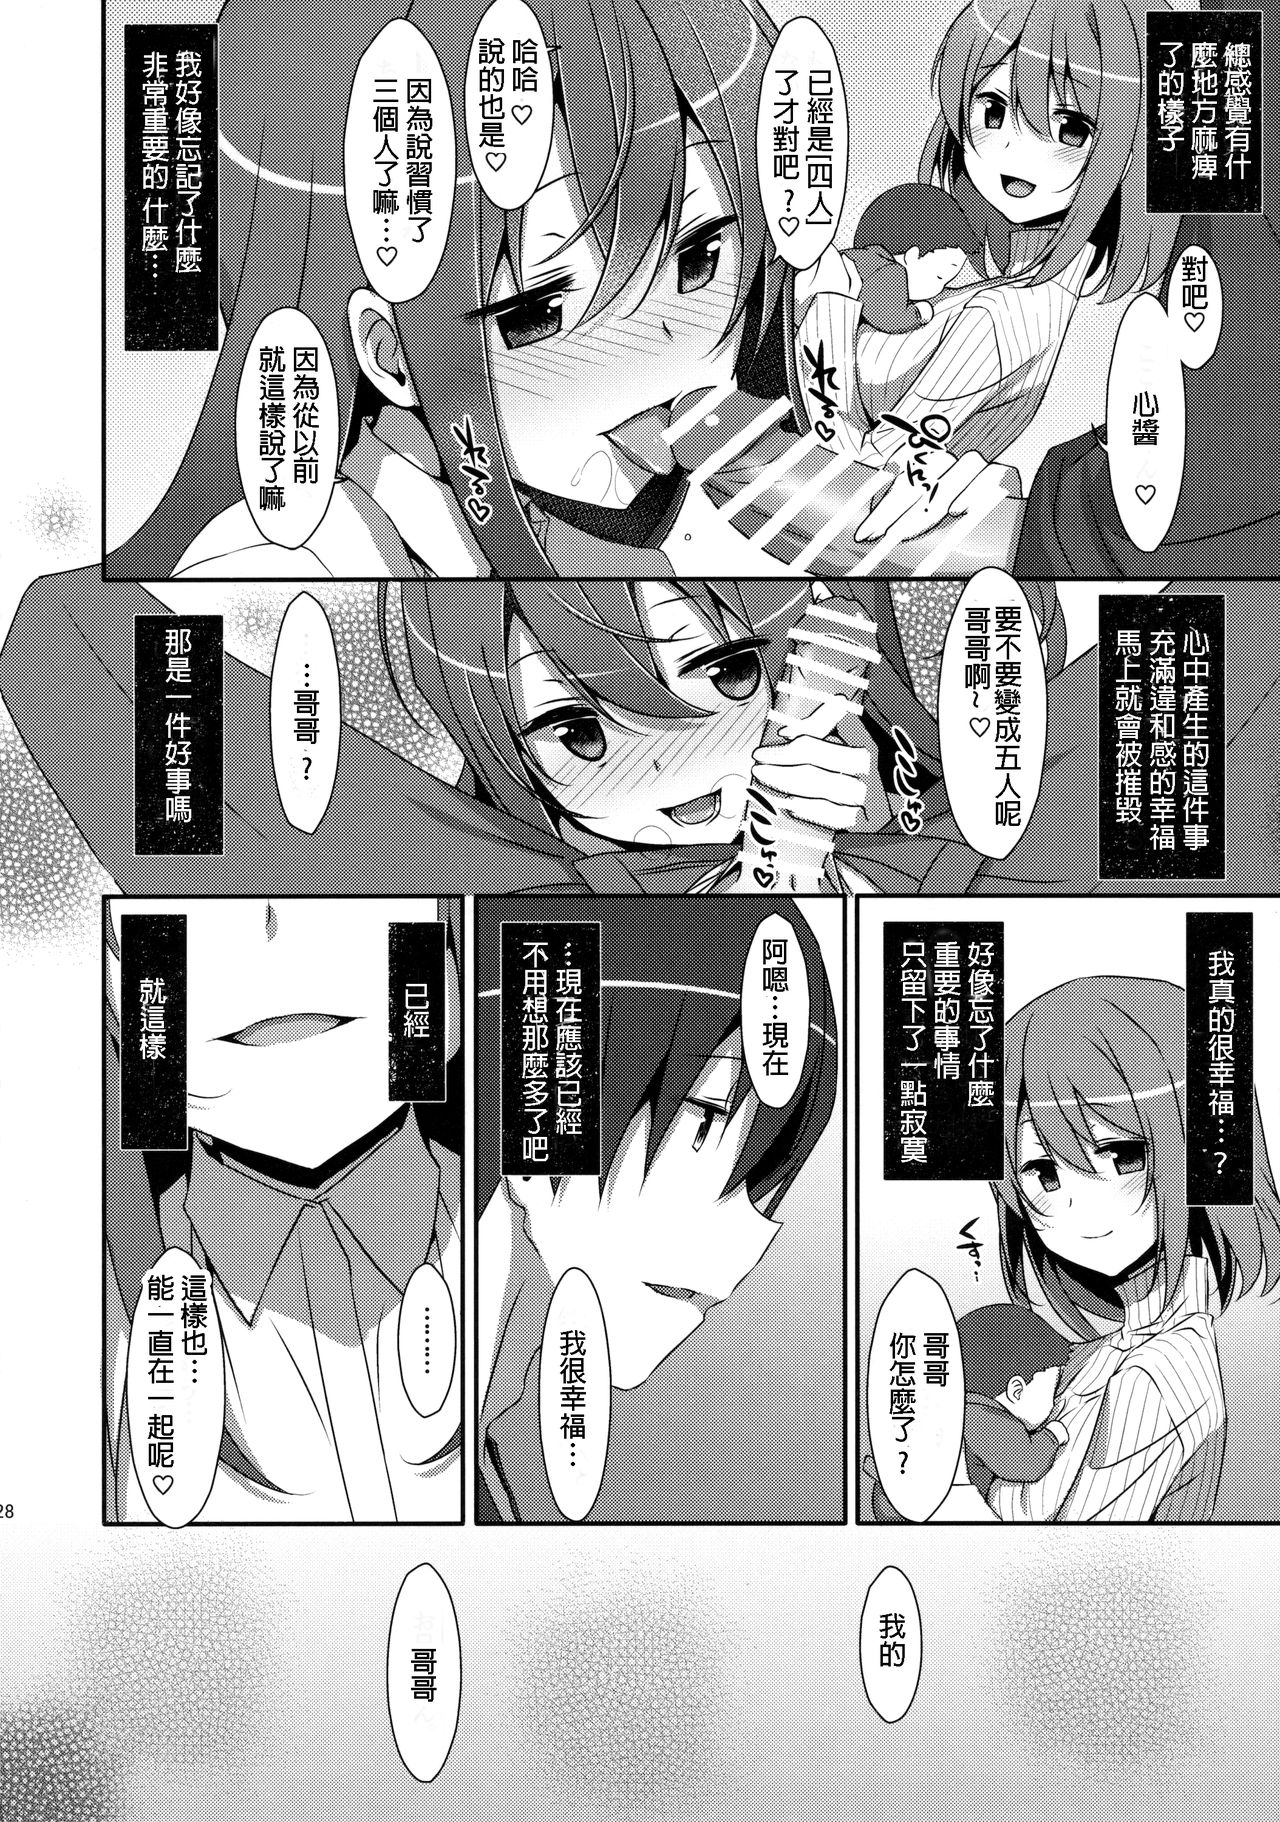 總感覺有什
麼地方麻痺
了的樣子
對吧♡
心醬♡
已經是[四人]
了才對吧?♡
哈哈♡
說的也是♡
因為說習慣了
三個人了嘛…♡
因為從以前
就這樣說了嘛
我好像忘記了什麼
非常重要的什麼…
れる♡
れる♡
心中產生的這件事
充滿違和感的幸福
馬上就會被摧毀
要不要變成五人呢
哥哥啊~♡
…哥哥?
那是一件好事嗎
我真的很幸福…?
好像忘了什麼
重要的事情
只留下了一點寂寞
くすっ…
哥哥
你怎麼了?
阿嗯…現在
…現在應該已經
不用想那麼多了吧
我很幸福…
已經
就這樣
………
這樣也…
能一直在一起呢♡
我的
哥哥
28